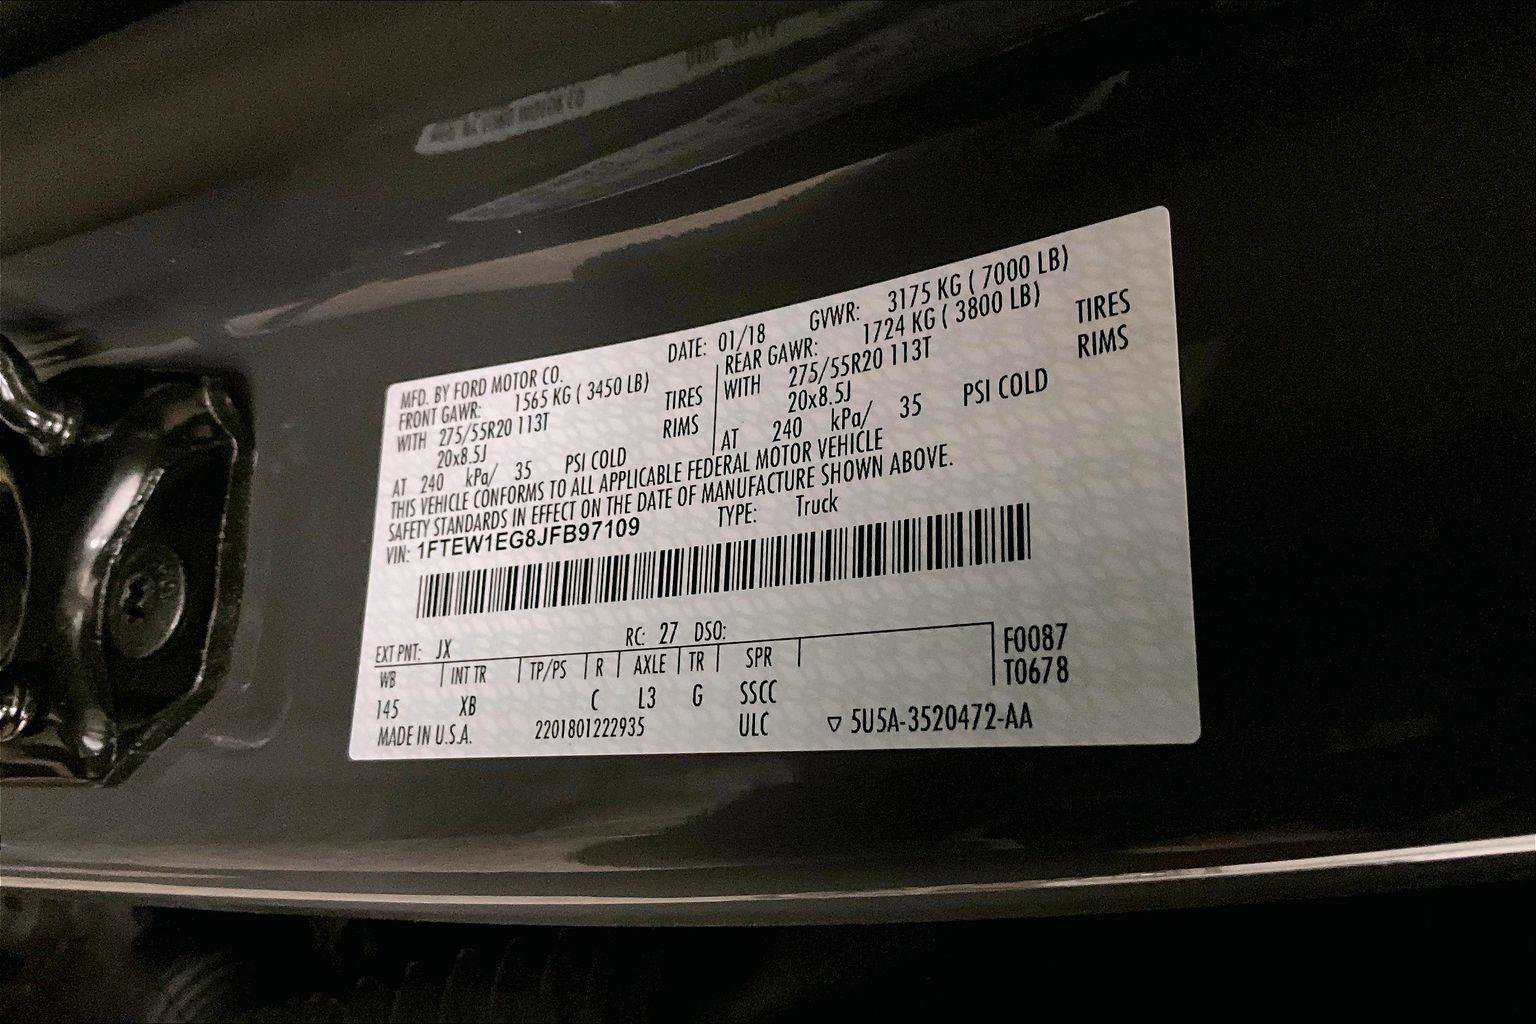 MFD. BY FORD MOTOR CO.
DATE: 01/18
GVWR: 3175 KG ( 7000 LB)
FRONT GAWR: 1565 KG ( 3450 LB)
REAR GAWR: 1724 KG ( 3800 LB)
WITH 275/55R20 113T TIRES
WITH 275/55R20 113T TIRES
20x8.5J RIMS
20x8.5J RIMS
AT 240 kPa/ 35 PSI COLD
AT 240 kPa/ 35 PSI COLD
THIS VEHICLE CONFORMS TO ALL APPLICABLE FEDERAL MOTOR VEHICLE
SAFETY STANDARDS IN EFFECT ON THE DATE OF MANUFACTURE SHOWN ABOVE.
VIN: 1FTEW1EG8JFB97109
TYPE: Truck
EXT PNT: JX RC: 27 DSO:
F0087
WB INT TR TP/PS R AXLE TR SPR
T0678
145 XB C L3 G SSCC
MADE IN U.S.A. 2201801222935 ULC ▽ 5U5A-3520472-AA